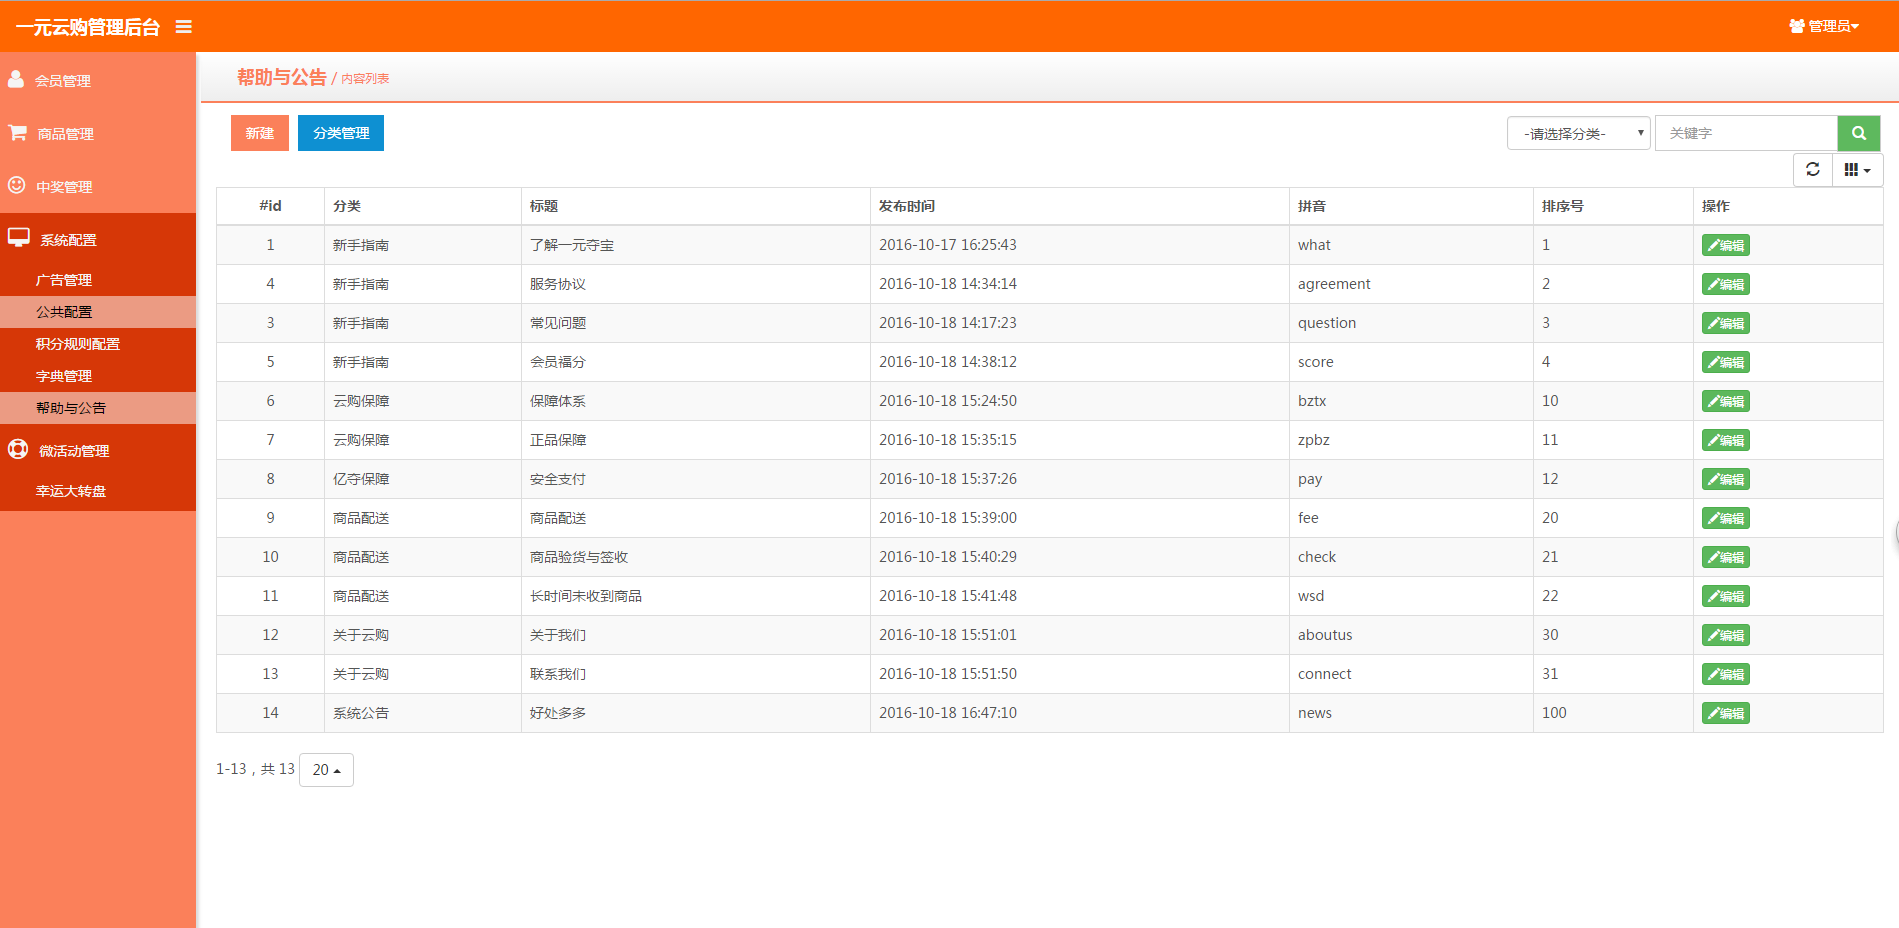 一元云购管理后台
管理员
会员管理
商品管理
中奖管理
系统配置
广告管理
公共配置
积分规则配置
字典管理
帮助与公告
微活动管理
幸运大转盘
帮助与公告 / 内容列表
新建 分类管理 -请选择分类- 关键字
#id 分类 标题 发布时间 拼音 排序号 操作
1 新手指南 了解一元夺宝 2016-10-17 16:25:43 what 1 编辑
4 新手指南 服务协议 2016-10-18 14:34:14 agreement 2 编辑
3 新手指南 常见问题 2016-10-18 14:17:23 question 3 编辑
5 新手指南 会员福分 2016-10-18 14:38:12 score 4 编辑
6 云购保障 保障体系 2016-10-18 15:24:50 bztx 10 编辑
7 云购保障 正品保障 2016-10-18 15:35:15 zpbz 11 编辑
8 亿夺保障 安全支付 2016-10-18 15:37:26 pay 12 编辑
9 商品配送 商品配送 2016-10-18 15:39:00 fee 20 编辑
10 商品配送 商品验货与签收 2016-10-18 15:40:29 check 21 编辑
11 商品配送 长时间未收到商品 2016-10-18 15:41:48 wsd 22 编辑
12 关于云购 关于我们 2016-10-18 15:51:01 aboutus 30 编辑
13 关于云购 联系我们 2016-10-18 15:51:50 connect 31 编辑
14 系统公告 好处多多 2016-10-18 16:47:10 news 100 编辑
1-13，共 13 20